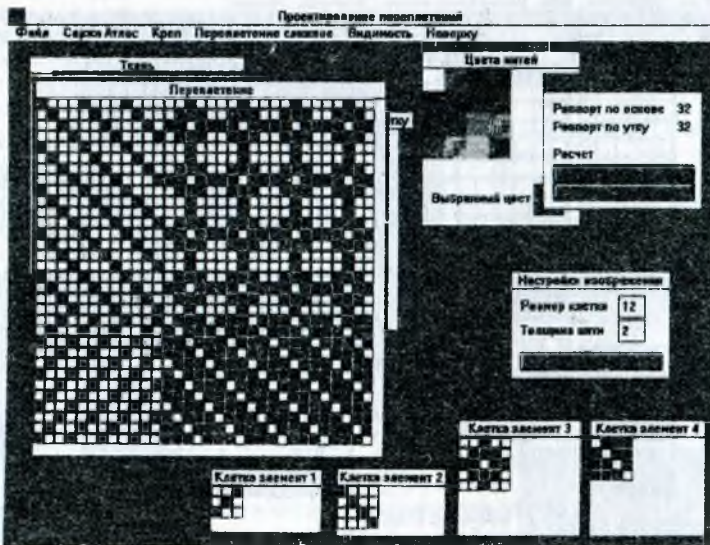 Проектирование переплетений
Файл Саржа Атлас Креп Переплетение сложное Видимость Наверху
Ткань
Цвета нитей
Переплетение
Раппорт по основе 32
Раппорт по утку 32
Расчет
Выбранный цвет
Настройка изображения
Размер клетки 12
Толщина нити 2
Клетка элемент 3
Клетка элемент 4
Клетка элемент 1
Клетка элемент 2